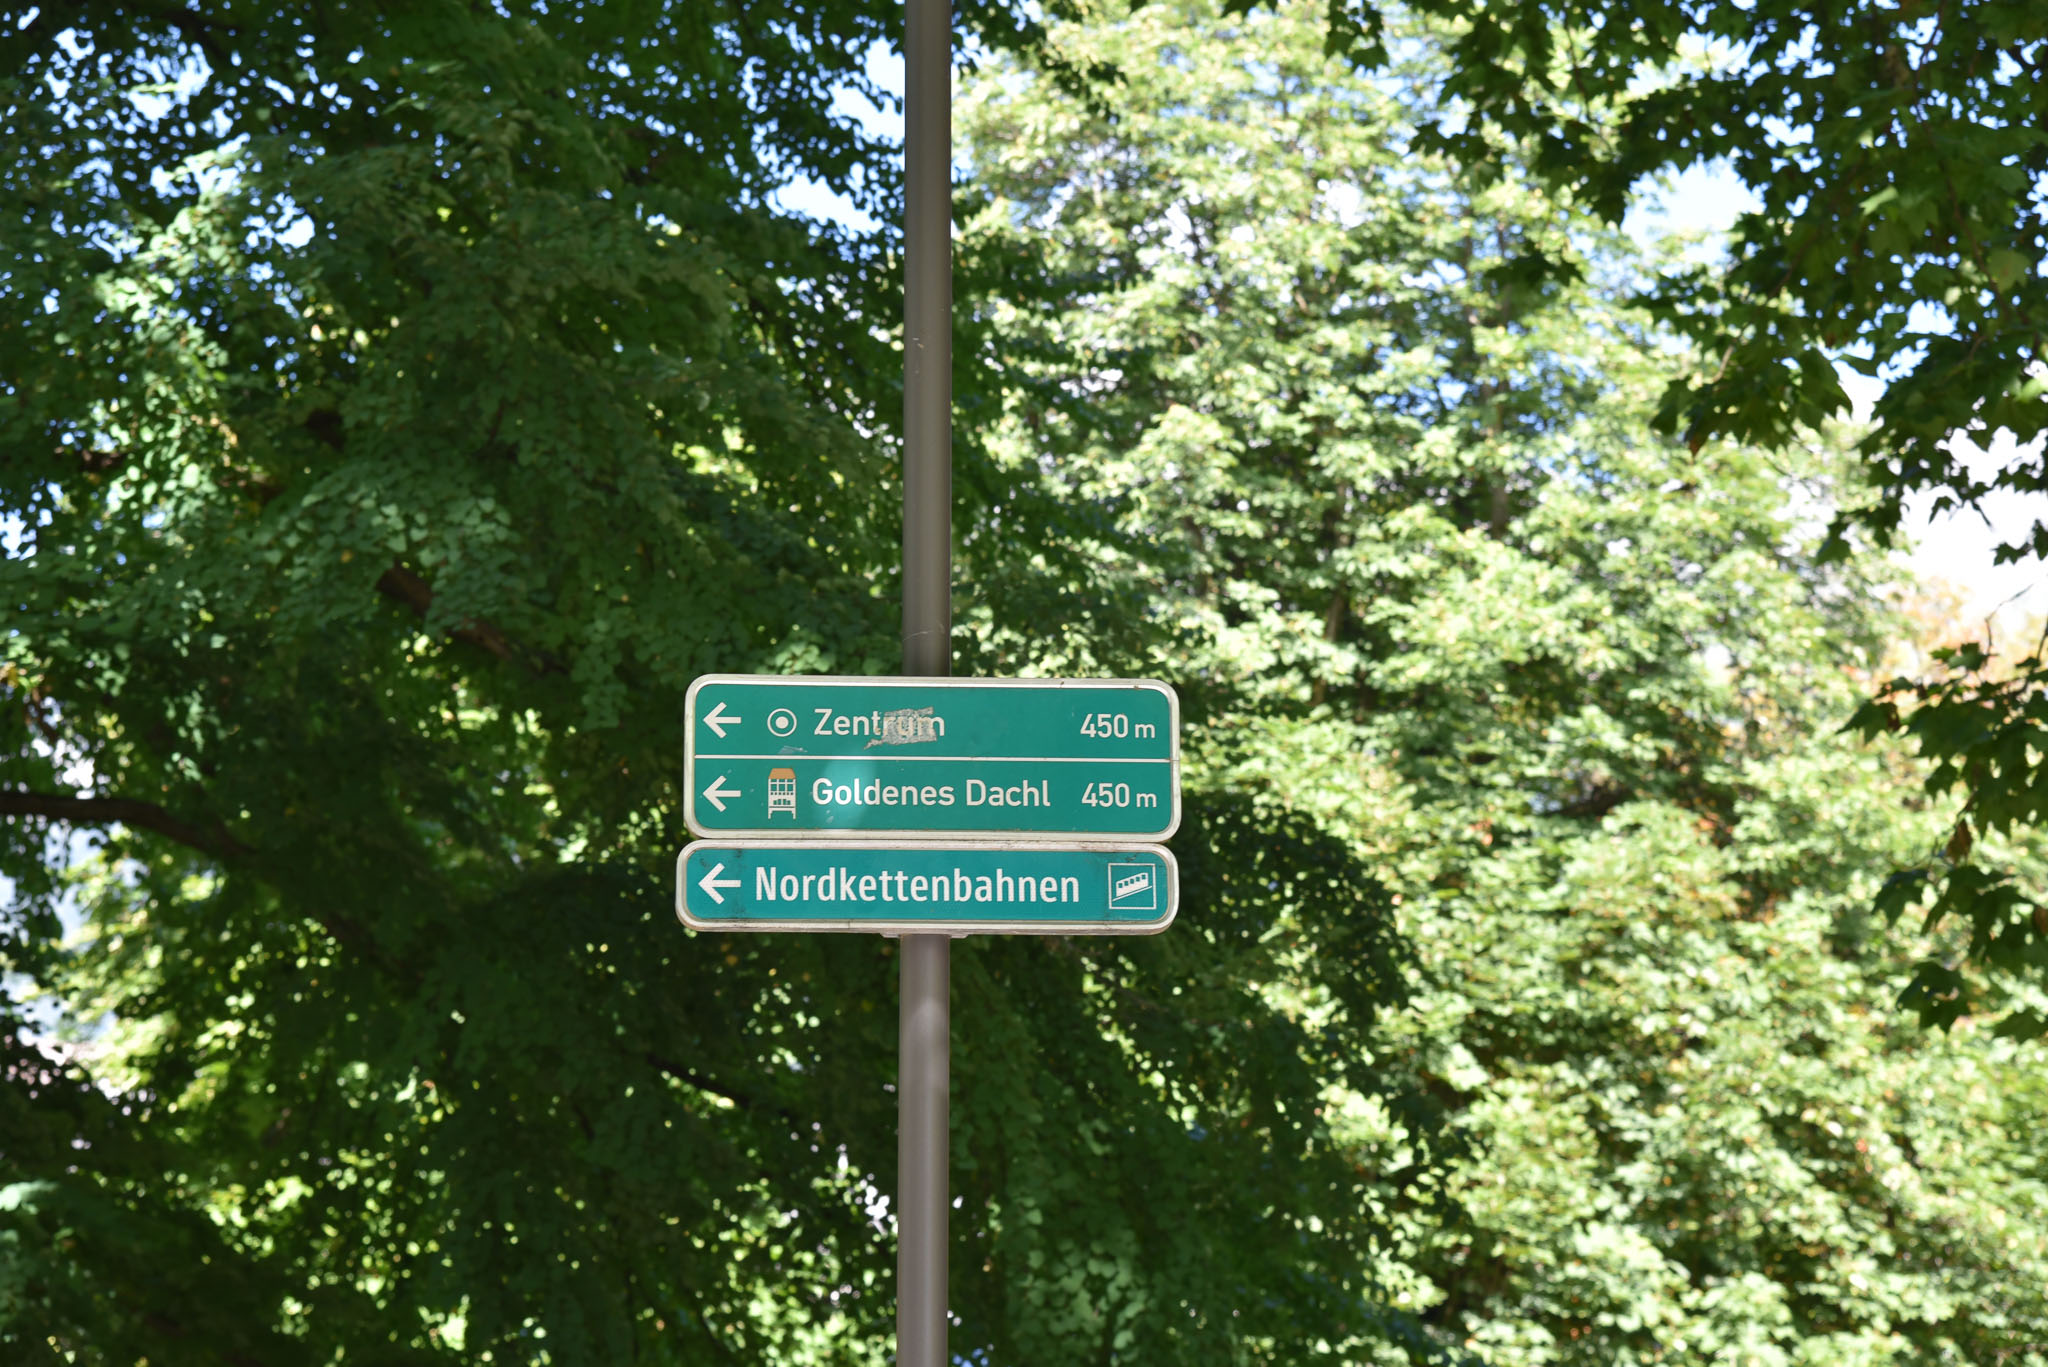 Zentrum 450 m
Goldenes Dachl 450 m
Nordkettenbahnen